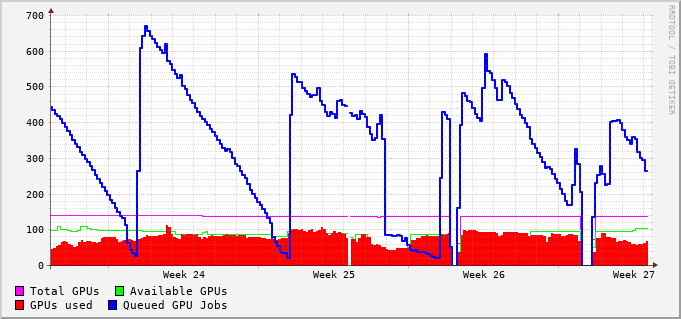 700
600
500
400
300
200
100
0
Week 24 Week 25 Week 26 Week 27
Total GPUs Available GPUs
GPUs used Queued GPU Jobs
RRDTOOL / TOBI OETIKER